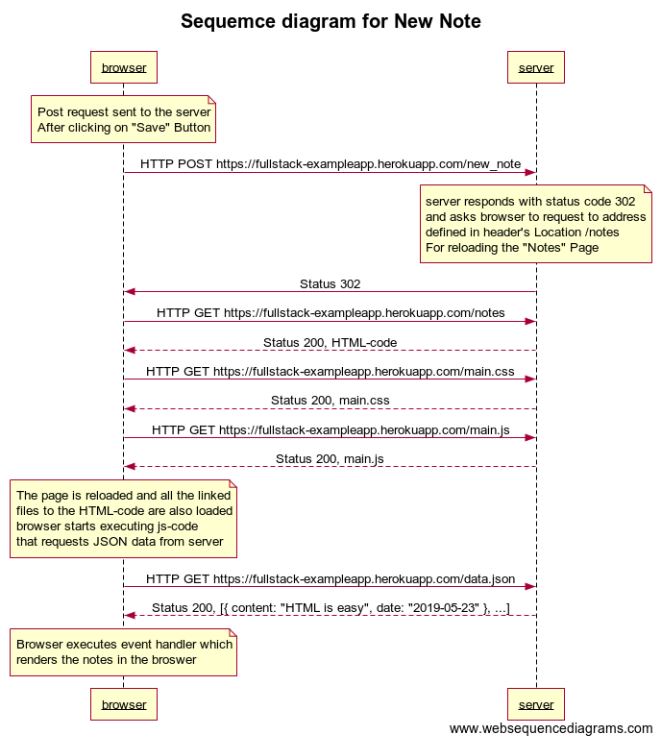 Sequemce diagram for New Note
browser
server
Post request sent to the server
After clicking on "Save" Button
HTTP POST https://fullstack-exampleapp.herokuapp.com/new_note
server responds with status code 302
and asks browser to request to address
defined in header's Location /notes
For reloading the "Notes" Page
Status 302
HTTP GET https://fullstack-exampleapp.herokuapp.com/notes
Status 200, HTML-code
HTTP GET https://fullstack-exampleapp.herokuapp.com/main.css
Status 200, main.css
HTTP GET https://fullstack-exampleapp.herokuapp.com/main.js
Status 200, main.js
The page is reloaded and all the linked
files to the HTML-code are also loaded
browser starts executing js-code
that requests JSON data from server
HTTP GET https://fullstack-exampleapp.herokuapp.com/data.json
Status 200, [{ content: "HTML is easy", date: "2019-05-23" }, ...]
Browser executes event handler which
renders the notes in the broswer
browser
server
www.websequencediagrams.com